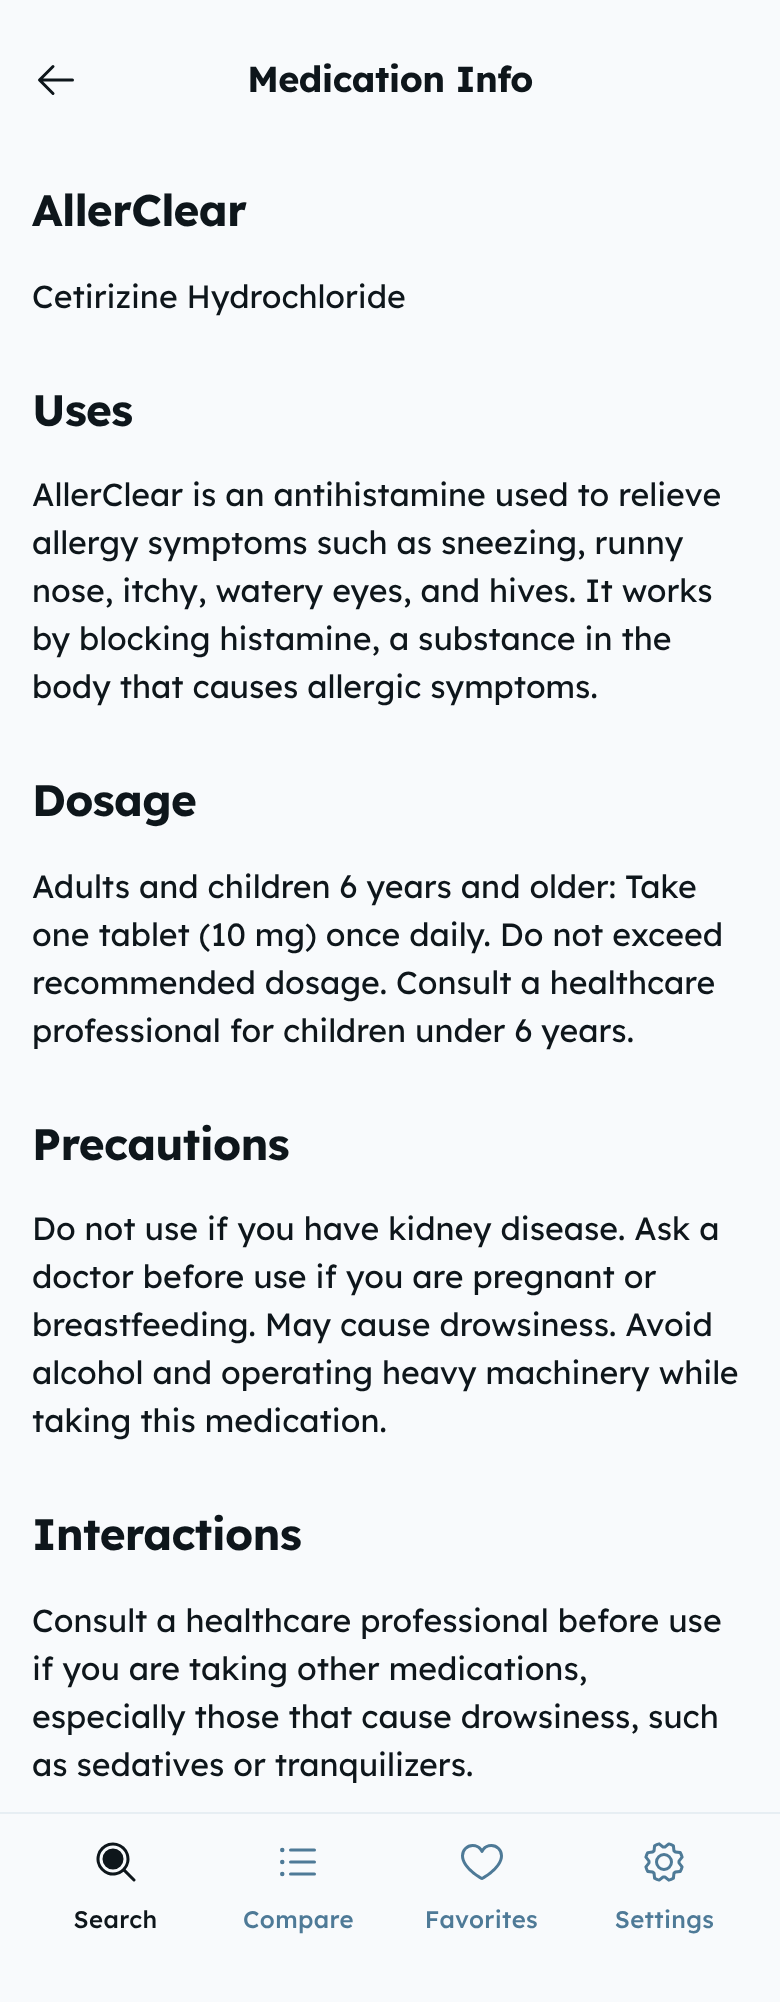 Medication Info
AllerClear
Cetirizine Hydrochloride
Uses
AllerClear is an antihistamine used to relieve
allergy symptoms such as sneezing, runny
nose, itchy, watery eyes, and hives. It works
by blocking histamine, a substance in the
body that causes allergic symptoms.
Dosage
Adults and children 6 years and older: Take
one tablet (10 mg) once daily. Do not exceed
recommended dosage. Consult a healthcare
professional for children under 6 years.
Precautions
Do not use if you have kidney disease. Ask a
doctor before use if you are pregnant or
breastfeeding. May cause drowsiness. Avoid
alcohol and operating heavy machinery while
taking this medication.
Interactions
Consult a healthcare professional before use
if you are taking other medications,
especially those that cause drowsiness, such
as sedatives or tranquilizers.
Search Compare Favorites Settings